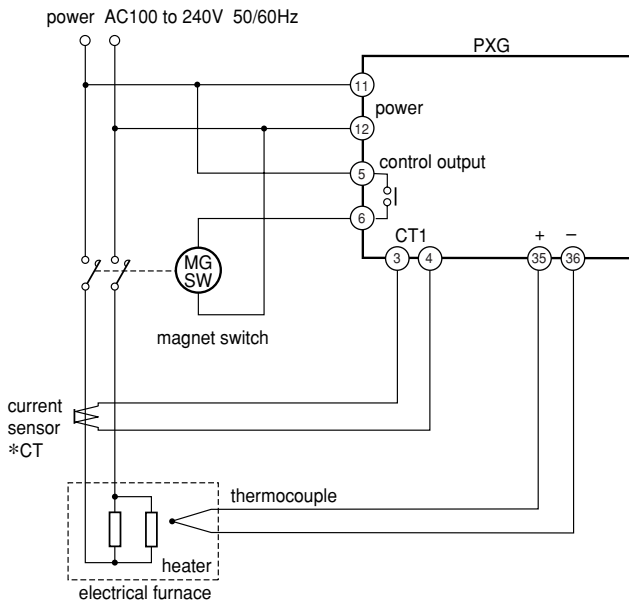 power AC100 to 240V 50/60Hz
PXG
11
power
12
control output
5
6
CT1
+ −
3 4 35 36
MG
SW
magnet switch
current
sensor
*CT
thermocouple
heater
electrical furnace